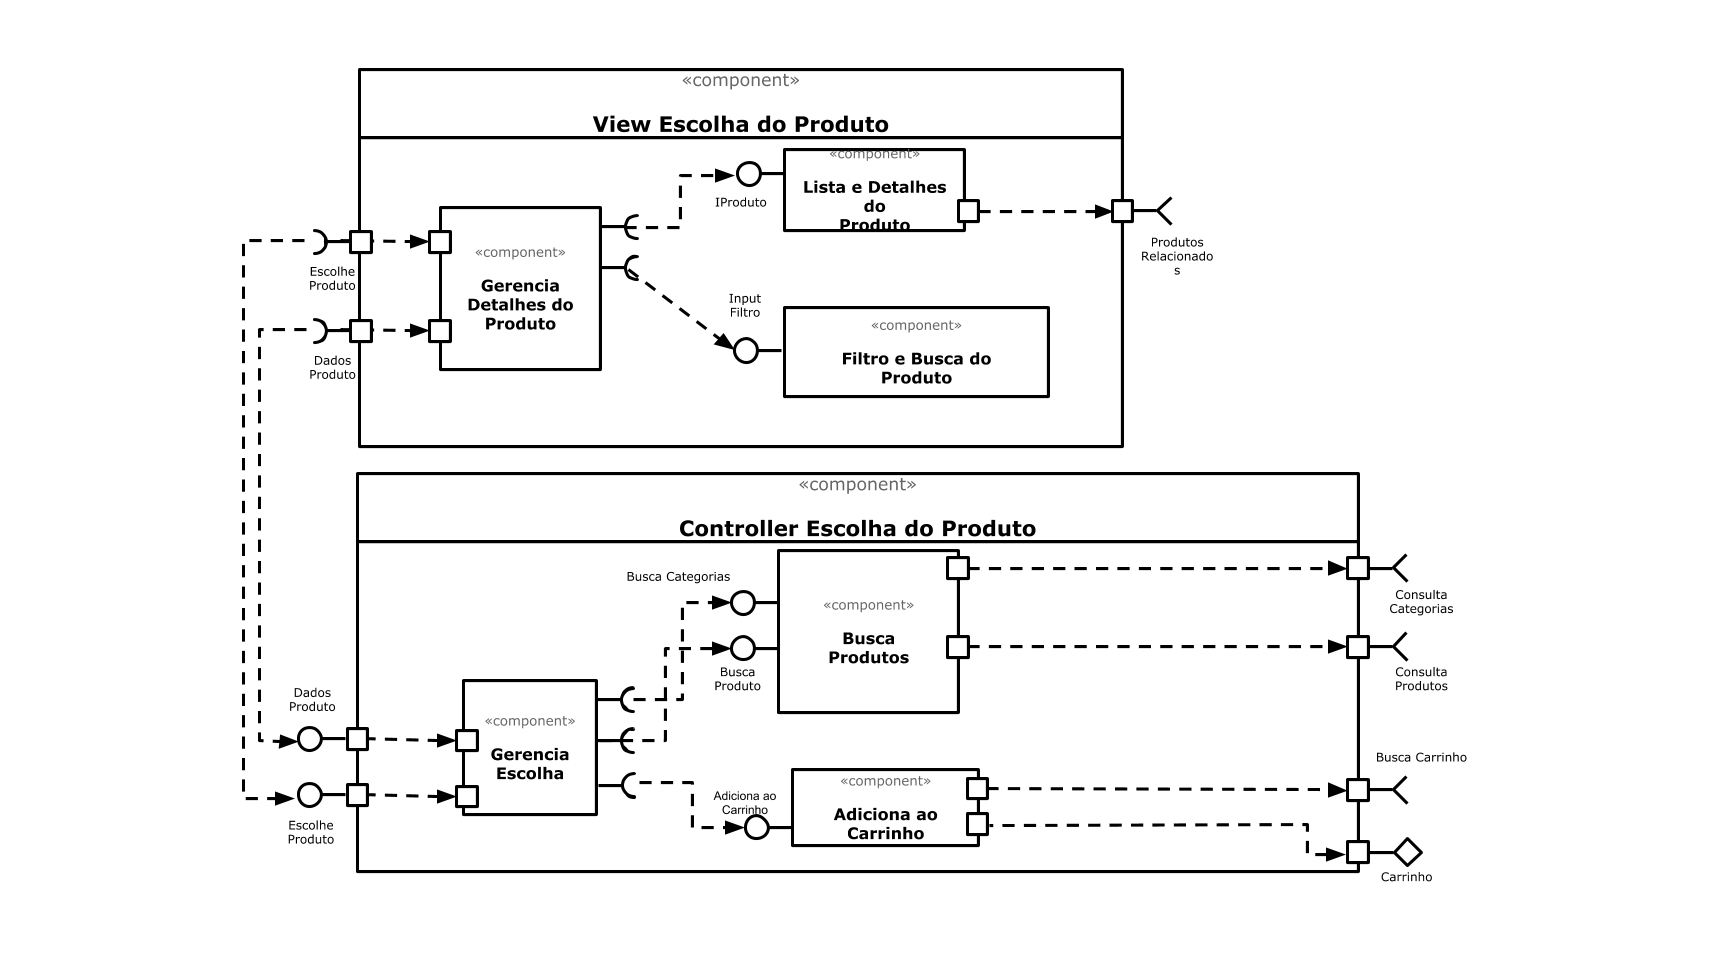 «component»
View Escolha do Produto
«component»
Lista e Detalhes
do
Produto
IProduto
Produtos
Relacionado
s
«component»
Gerencia
Detalhes do
Produto
Escolhe
Produto
Dados
Produto
Input
Filtro
«component»
Filtro e Busca do
Produto
«component»
Controller Escolha do Produto
Busca Categorias
«component»
Busca
Produtos
Busca
Produto
Consulta
Categorias
Consulta
Produtos
Dados
Produto
«component»
Gerencia
Escolha
Escolhe
Produto
Adiciona ao
Carrinho
«component»
Adiciona ao
Carrinho
Busca Carrinho
Carrinho